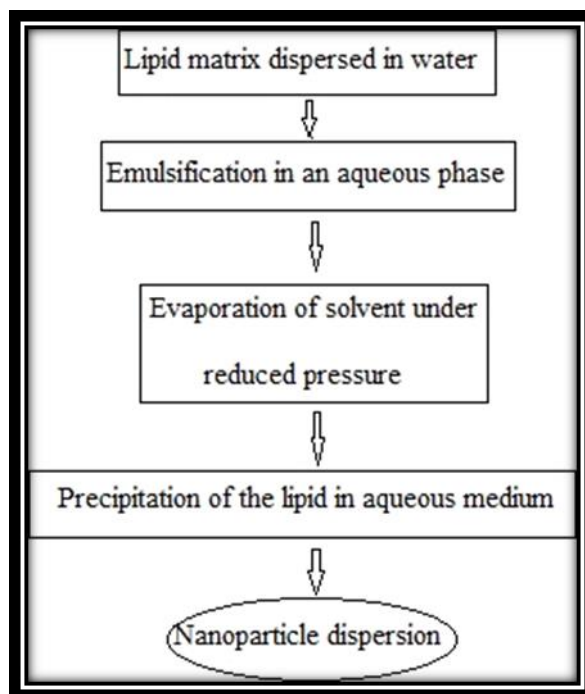 Lipid matrix dispersed in water
Emulsification in an aqueous phase
Evaporation of solvent under
reduced pressure
Precipitation of the lipid in aqueous medium
Nanoparticle dispersion